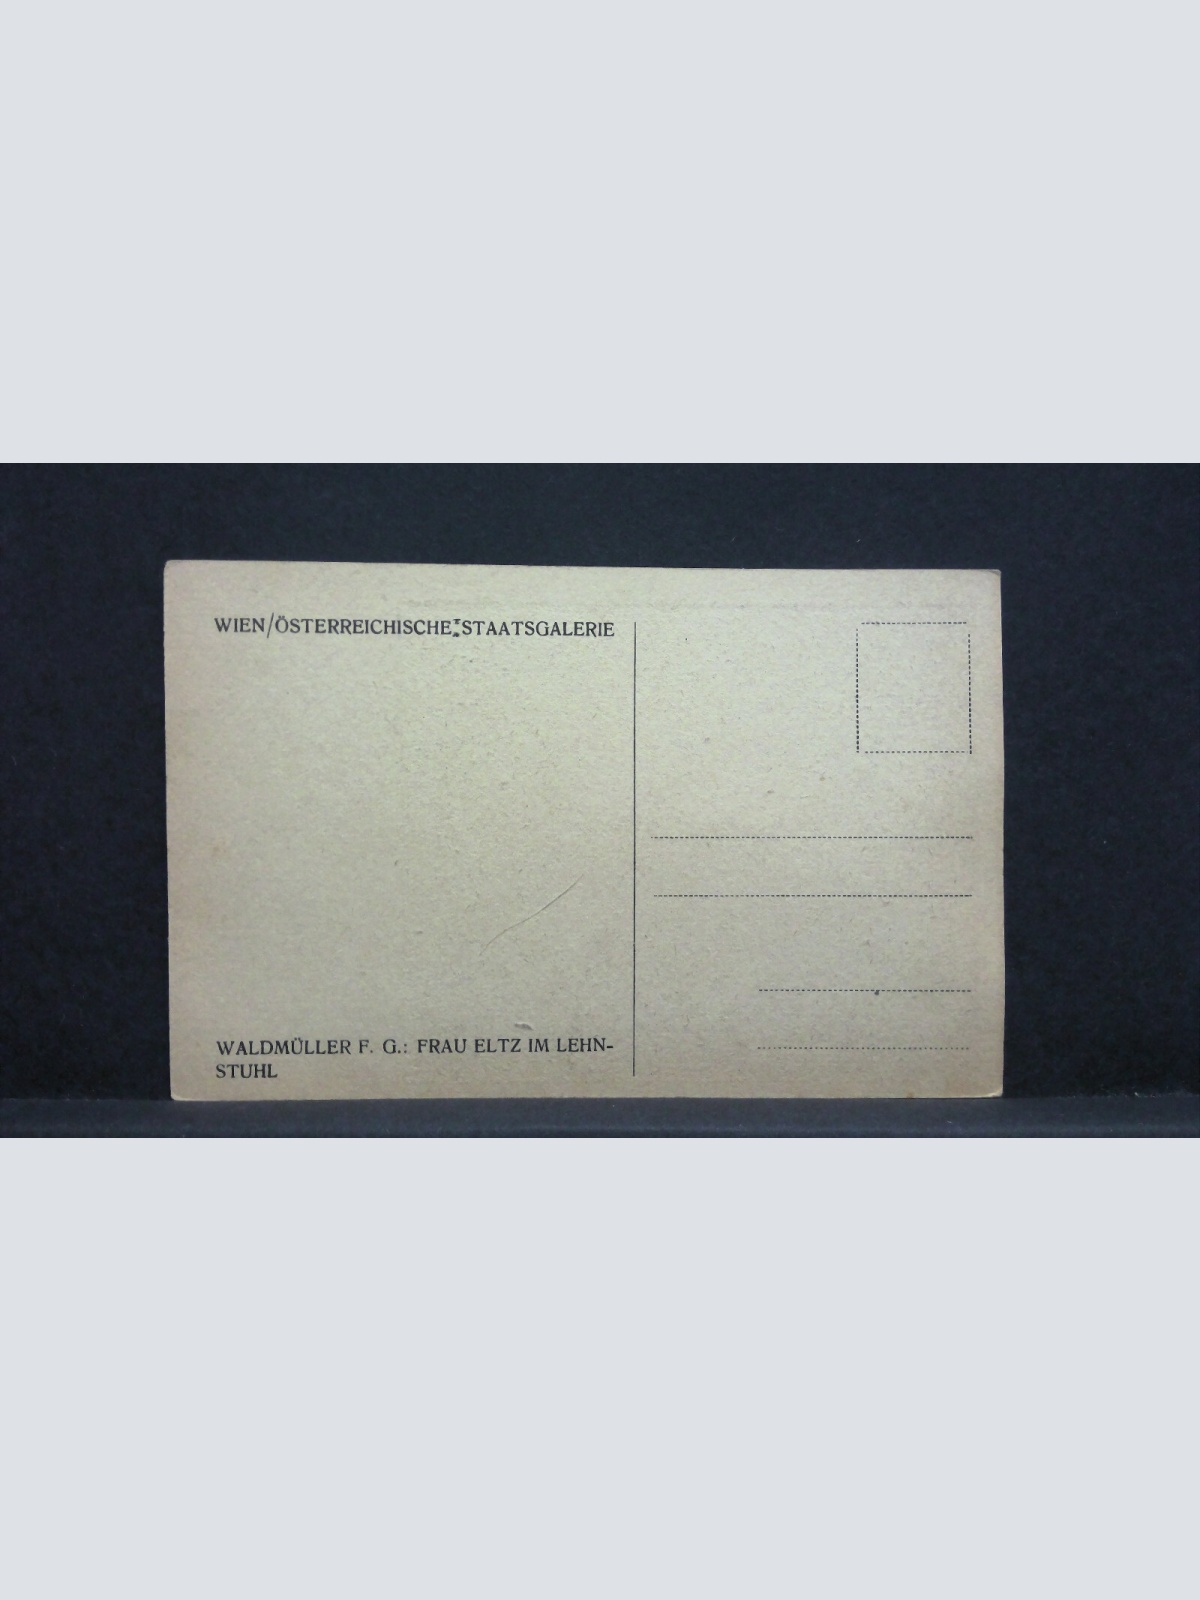 WIEN/ÖSTERREICHISCHE STAATSGALERIE
WALDMÜLLER F. G.: FRAU ELTZ IM LEHN-
STUHL